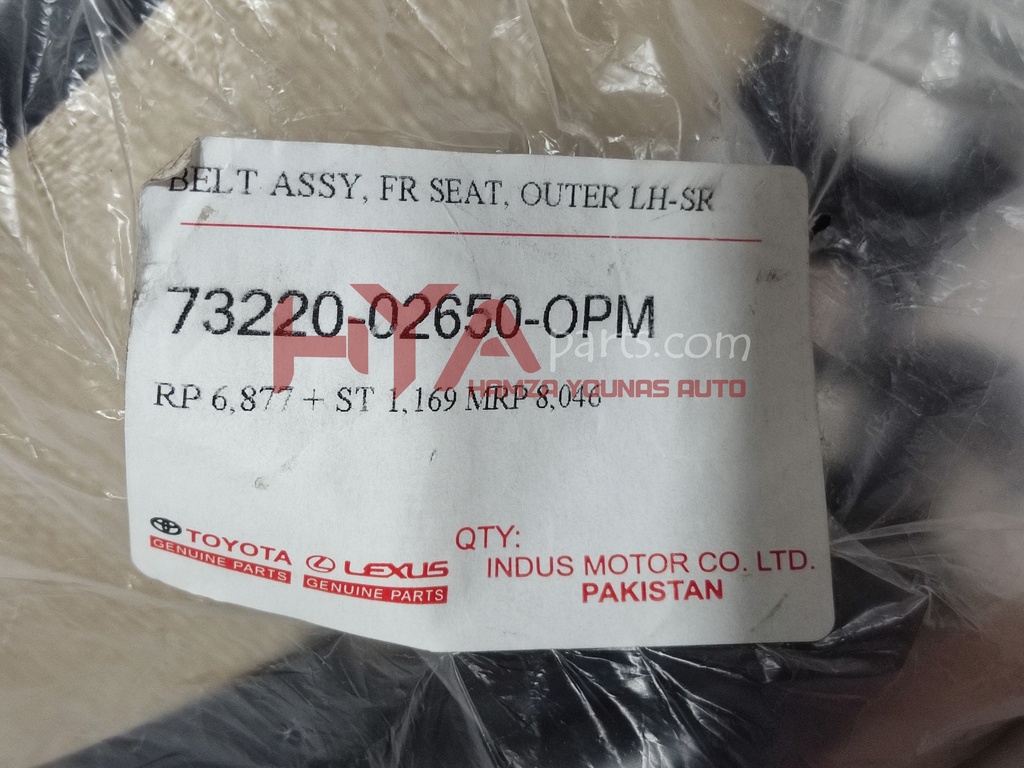 BELT ASSY, FR SEAT, OUTER LH-SR
73220-02650-OPM
HYA parts.com
HAMZA YOUNAS AUTO
RP 6,877 + ST 1,169 MRP 8,046
TOYOTA
GENUINE PARTS
LEXUS
GENUINE PARTS
QTY:
INDUS MOTOR CO. LTD.
PAKISTAN